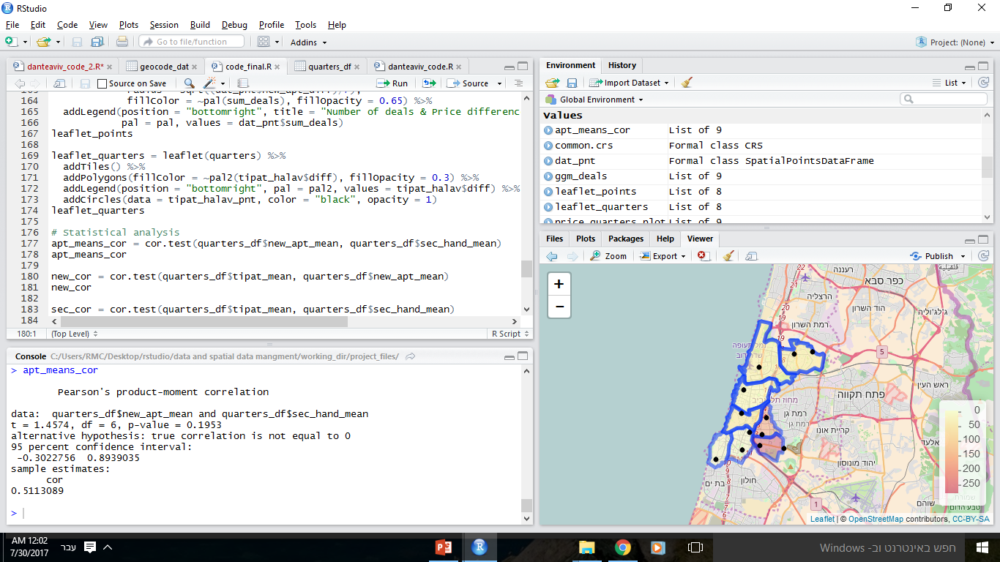 RStudio
File Edit Code View Plots Session Build Debug Profile Tools Help
Go to file/function Addins Project: (None)
danteaviv_code_2.R* geocode_dat code_final.R quarters_df danteaviv_code.R
Source on Save Run Source
164 fillColor = ~pal(sum_deals), fillOpacity = 0.65) %>%
165 addLegend(position = "bottomright", title = "Number of deals & Price differenc
166 pal = pal, values = dat_pnt$sum_deals)
167 leaflet_points
168
169 leaflet_quarters = leaflet(quarters) %>%
170 addTiles() %>%
171 addPolygons(fillColor = ~pal2(tipat_halav$diff), fillOpacity = 0.3) %>%
172 addLegend(position = "bottomright", pal = pal2, values = tipat_halav$diff) %>%
173 addCircles(data = tipat_halav_pnt, color = "black", opacity = 1)
174 leaflet_quarters
175
176 # Statistical analysis
177 apt_means_cor = cor.test(quarters_df$new_apt_mean, quarters_df$sec_hand_mean)
178 apt_means_cor
179
180 new_cor = cor.test(quarters_df$tipat_mean, quarters_df$new_apt_mean)
181 new_cor
182
183 sec_cor = cor.test(quarters_df$tipat_mean, quarters_df$sec_hand_mean)
184
180:1 (Top Level) R Script
Console C:/Users/RMC/Desktop/rstudio/data and spatial data managment/working_dir/project_files/
> apt_means_cor
Pearson's product-moment correlation
data: quarters_df$new_apt_mean and quarters_df$sec_hand_mean
t = 1.4574, df = 6, p-value = 0.1953
alternative hypothesis: true correlation is not equal to 0
95 percent confidence interval:
-0.3022756 0.8939035
sample estimates:
cor
0.5113089
>
Environment History
Import Dataset List
Global Environment
Values
apt_means_cor List of 9
common.crs Formal class CRS
dat_pnt Formal class SpatialPointsDataFrame
ggm_deals List of 9
leaflet_points List of 8
leaflet_quarters List of 8
price_quarters_plot List of 9
Files Plots Packages Help Viewer
Zoom Export Publish
+
−
22
רעננה
כפר סבא
קלקיליה
21
הרצליה
20
הוד השרון
ג'לג'וליה
19
רמת השרון
19
שדה דוב
5
ראש העין
פתח תקווה
רמת גן
רמת גן
קריית אונו
אלעד
יהוד מונוסון
חולון
בת ים
שוהם
1
0
50
100
150
200
250
Leaflet | © OpenStreetMap contributors, CC-BY-SA
AM 12:02
7/30/2017
עבר
חפש באינטרנט וב- Windows